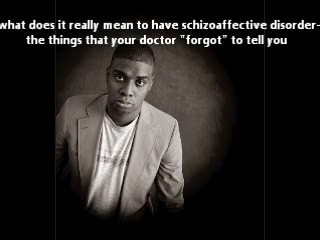 what does it really mean to have schizoaffective disorder-
the things that your doctor "forgot" to tell you